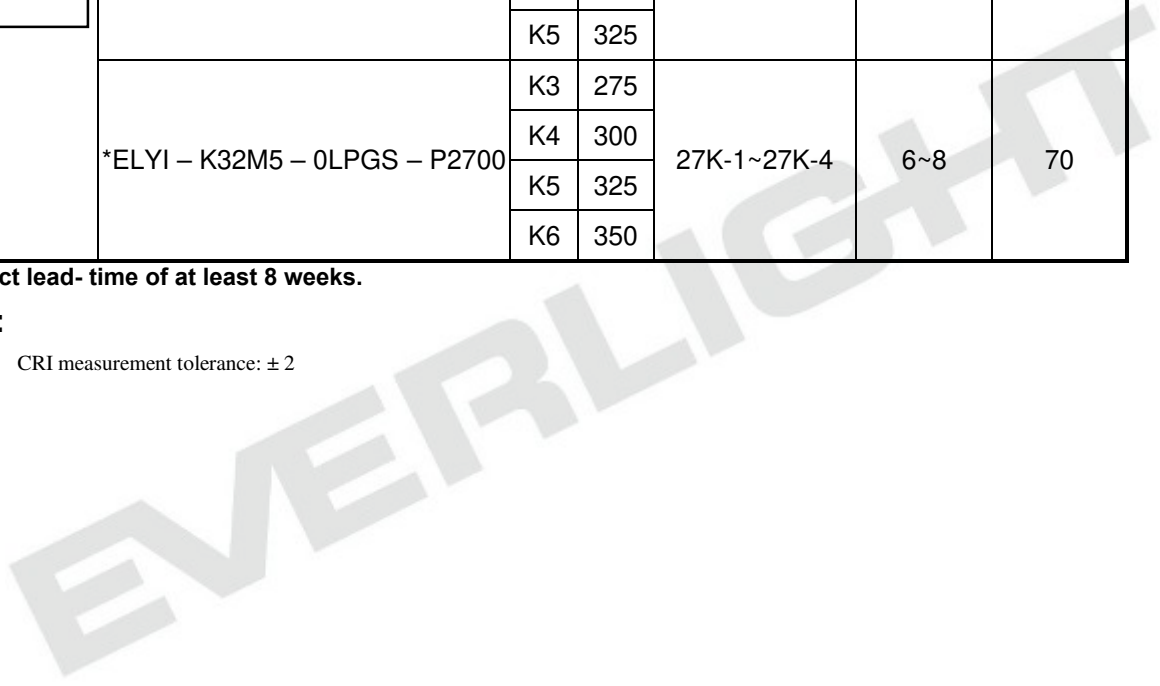 K5 325
K3 275
*ELYI – K32M5 – 0LPGS – P2700 K4 300 27K-1~27K-4 6~8 70
K5 325
K6 350
ct lead- time of at least 8 weeks.
:
CRI measurement tolerance: ± 2
EVERLIGHT